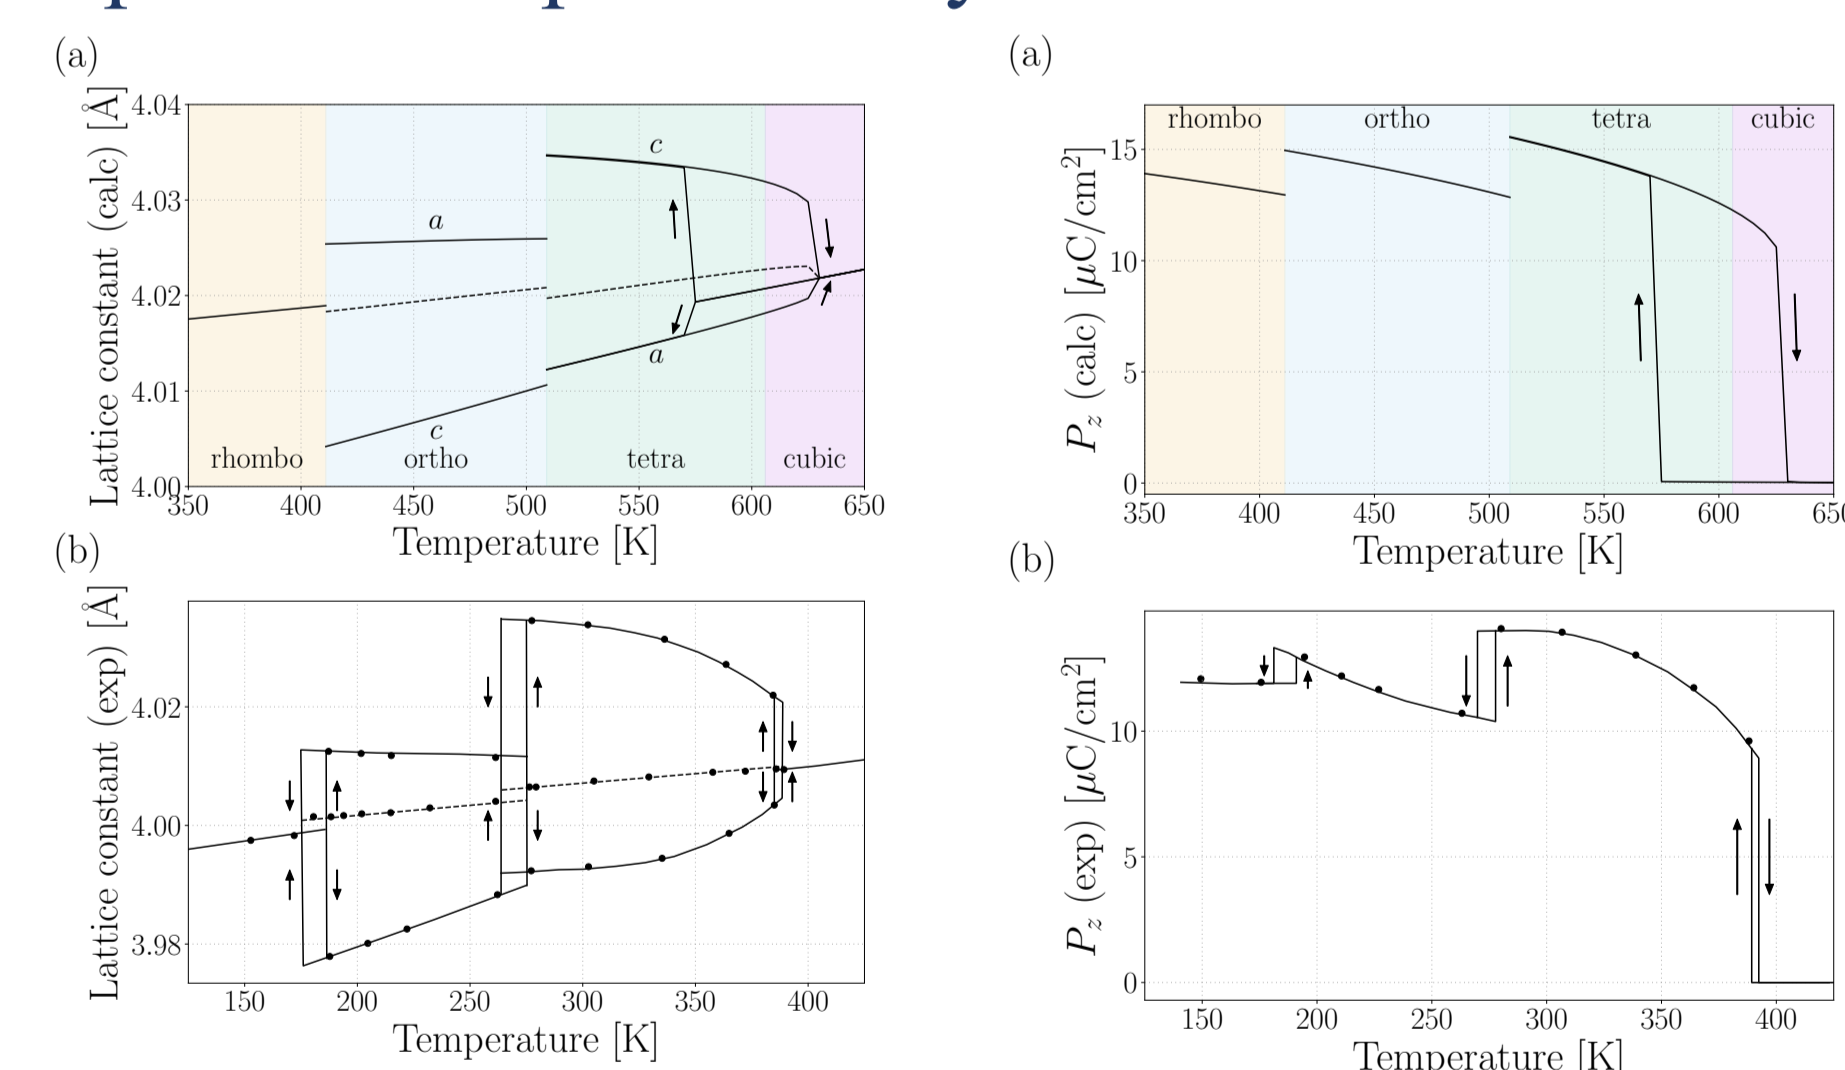 (a)
Lattice constant (calc) [Å]
4.04
4.03
4.02
4.01
4.00
c
a
a
c
rhombo ortho tetra cubic
350 400 450 500 550 600 650
Temperature [K]
(b)
Lattice constant (exp) [Å]
4.02
4.00
3.98
150 200 250 300 350 400
Temperature [K]
(a)
P_z (calc) [μC/cm²]
rhombo ortho tetra cubic
15
10
5
0
350 400 450 500 550 600
Temperature [K]
(b)
P_z (exp) [μC/cm²]
10
5
0
150 200 250 300 350 400
Temperature [K]